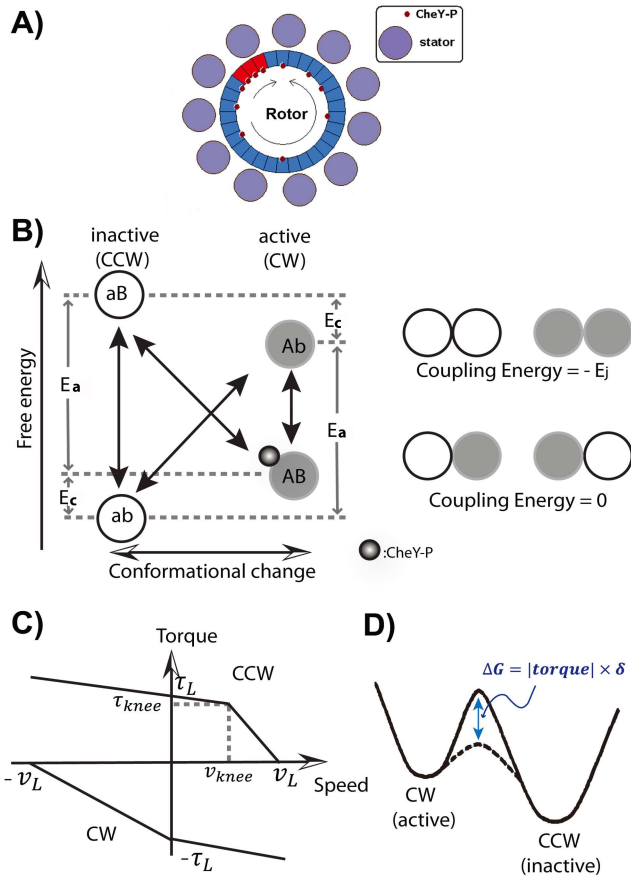 A)
CheY-P
stator
Rotor
B)
inactive
(CCW)
active
(CW)
Free energy
aB
Ec
Ab
Ea
Ea
AB
Ec
ab
Conformational change
:CheY-P
Coupling Energy = - Ej
Coupling Energy = 0
C)
Torque
CCW
τL
τknee
- vL
vknee
vL
Speed
CW
-τL
D)
ΔG = |torque| × δ
CW
(active)
CCW
(inactive)